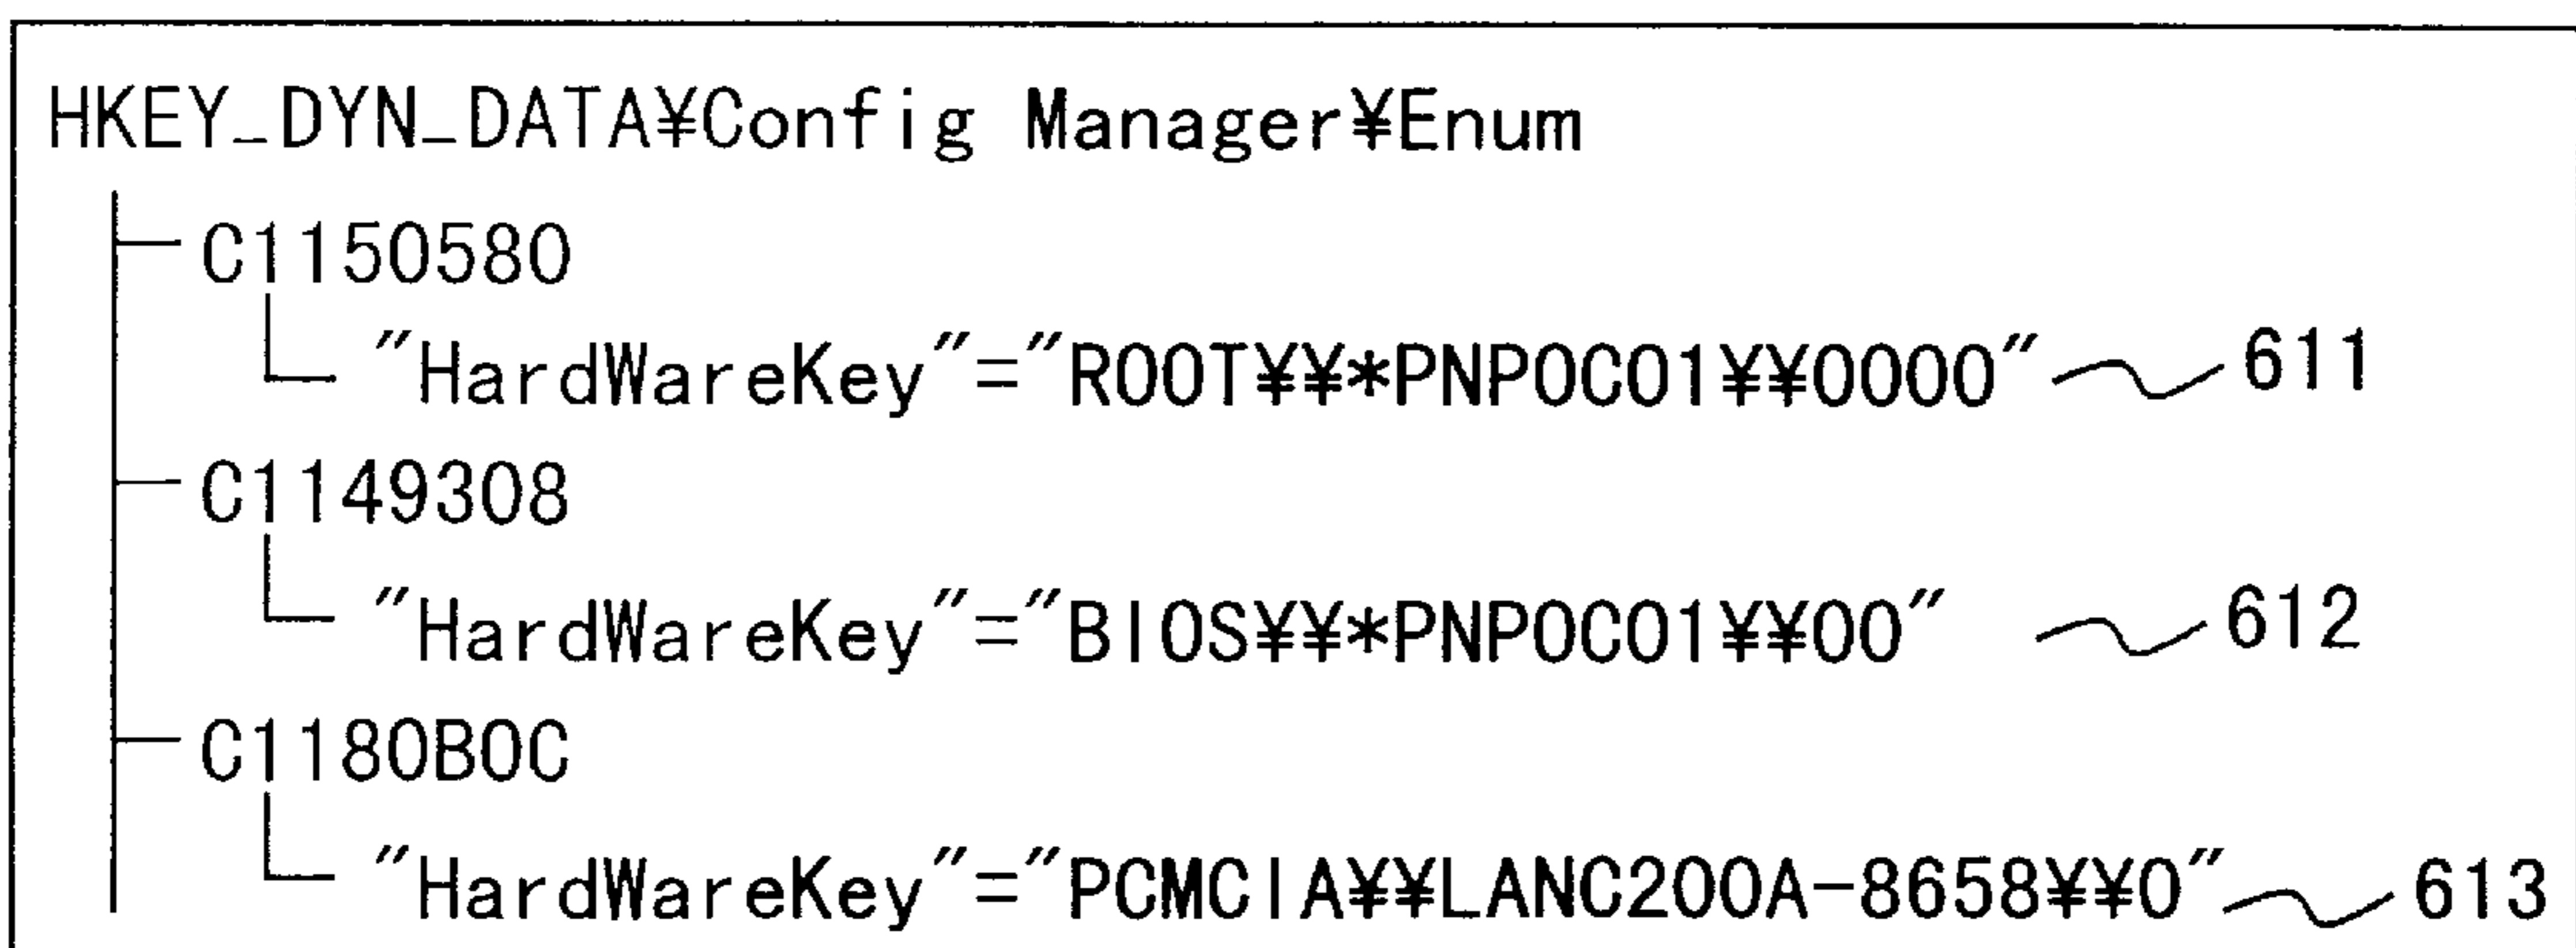 HKEY_DYN_DATA¥Config Manager¥Enum
C1150580
"HardWareKey"="ROOT¥¥*PNP0C01¥¥0000" 611
C1149308
"HardWareKey"="BIOS¥¥*PNP0C01¥¥00" 612
C1180B0C
"HardWareKey"="PCMCIA¥¥LANC200A-8658¥¥0" 613